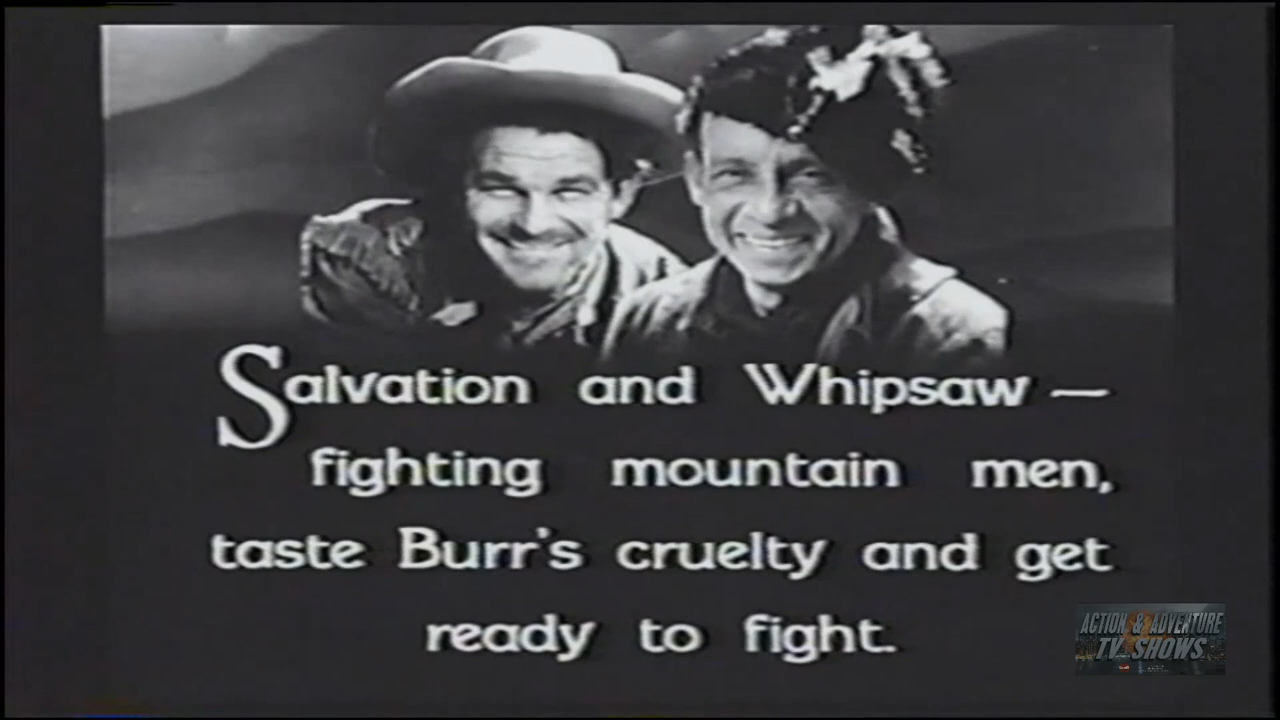 Salvation and Whipsaw —
fighting mountain men,
taste Burr's cruelty and get
ready to fight.
ACTION & ADVENTURE
TV SHOWS